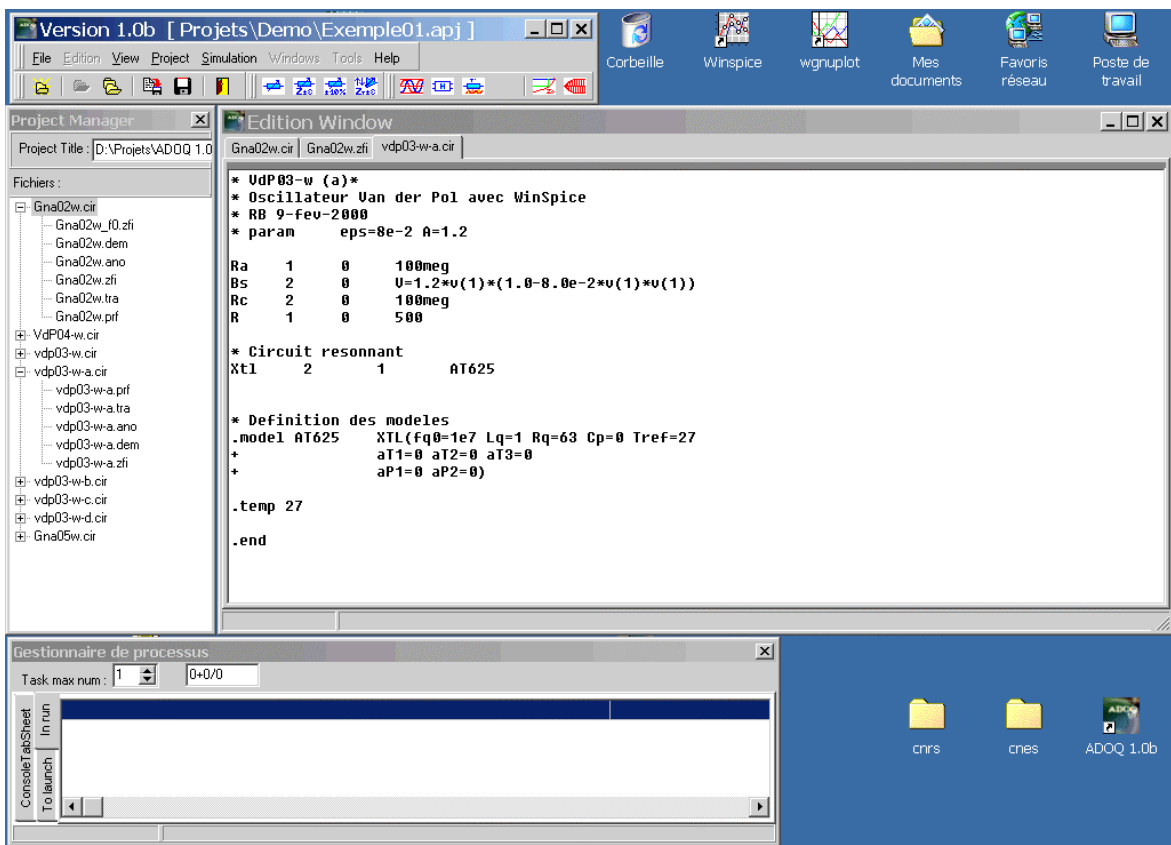 Version 1.0b [ Projets\Demo\Exemple01.apj ]
File Edition View Project Simulation Windows Tools Help
Corbeille
Winspice
wgnuplot
Mes documents
Favoris réseau
Poste de travail
Project Manager
Project Title : D:\Projets\ADOQ 1.0
Fichiers :
Gna02w.cir
Gna02w_f0.zfi
Gna02w.dem
Gna02w.ano
Gna02w.zfi
Gna02w.tra
Gna02w.prf
VdP04-w.cir
vdp03-w.cir
vdp03-w-a.cir
vdp03-w-a.prf
vdp03-w-a.tra
vdp03-w-a.ano
vdp03-w-a.dem
vdp03-w-a.zfi
vdp03-w-b.cir
vdp03-w-c.cir
vdp03-w-d.cir
Gna05w.cir
Edition Window
Gna02w.cir Gna02w.zfi vdp03-w-a.cir
* VdP03-w (a)*
* Oscillateur Van der Pol avec WinSpice
* RB 9-fev-2000
* param eps=8e-2 A=1.2
Ra 1 0 100meg
Bs 2 0 V=1.2*v(1)*(1.0-8.0e-2*v(1)*v(1))
Rc 2 0 100meg
R 1 0 500
* Circuit resonnant
Xtl 2 1 AT625
* Definition des modeles
.model AT625 XTL(fq0=1e7 Lq=1 Rq=63 Cp=0 Tref=27
+ aT1=0 aT2=0 aT3=0
+ aP1=0 aP2=0)
.temp 27
.end
Gestionnaire de processus
Task max num : 1 0+0/0
ConsoleTabSheet
In run
To launch
cnrs
cnes
ADOQ 1.0b